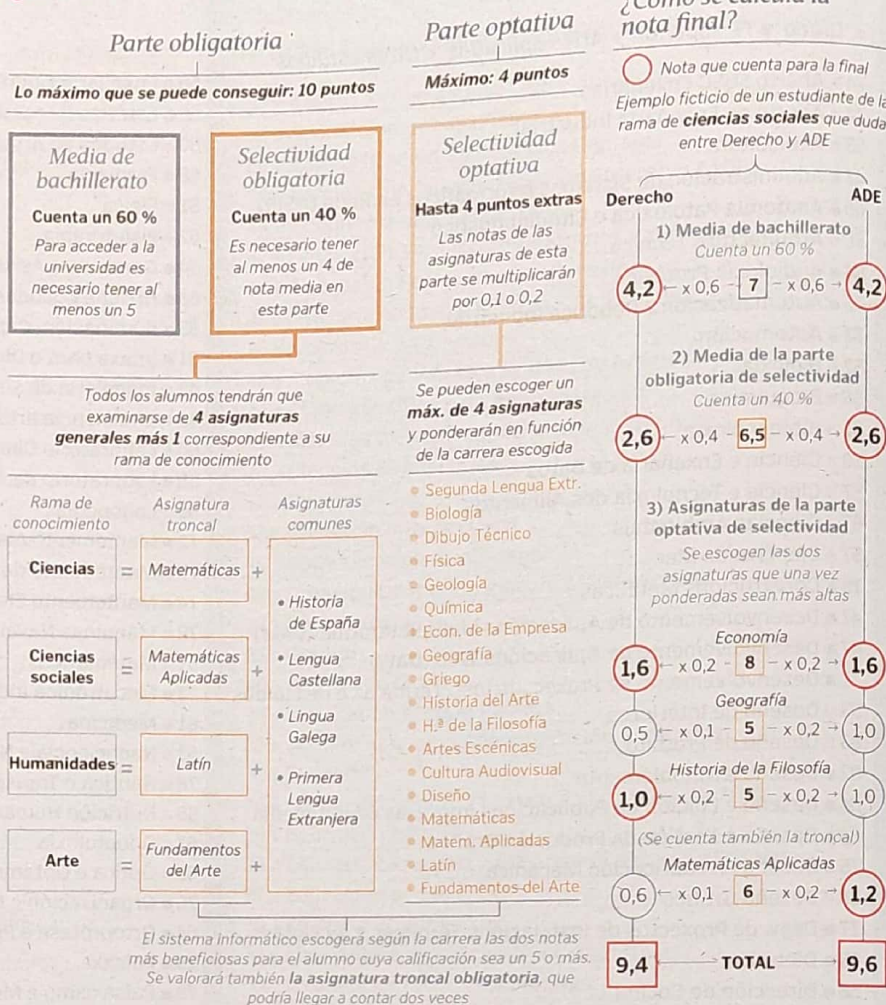 Parte obligatoria
Lo máximo que se puede conseguir: 10 puntos
Media de
bachillerato
Cuenta un 60 %
Para acceder a la
universidad es
necesario tener al
menos un 5
Selectividad
obligatoria
Cuenta un 40 %
Es necesario tener
al menos un 4 de
nota media en
esta parte
Todos los alumnos tendrán que
examinarse de 4 asignaturas
generales más 1 correspondiente a su
rama de conocimiento
Rama de
conocimiento
Asignatura
troncal
Asignaturas
comunes
Ciencias = Matemáticas +
Ciencias
sociales
=
Matemáticas
Aplicadas
+
Humanidades = Latín +
Arte
=
Fundamentos
del Arte
+
• Historia
de España
• Lengua
Castellana
• Lingua
Galega
• Primera
Lengua
Extranjera
Parte optativa
Máximo: 4 puntos
Selectividad
optativa
Hasta 4 puntos extras
Las notas de las
asignaturas de esta
parte se multiplicarán
por 0,1 o 0,2
Se pueden escoger un
máx. de 4 asignaturas
y ponderarán en función
de la carrera escogida
• Segunda Lengua Extr.
• Biología
• Dibujo Técnico
• Física
• Geología
• Química
• Econ. de la Empresa
• Geografía
• Griego
• Historia del Arte
• H.ª de la Filosofía
• Artes Escénicas
• Cultura Audiovisual
• Diseño
• Matemáticas
• Matem. Aplicadas
• Latín
• Fundamentos del Arte
El sistema informático escogerá según la carrera las dos notas
más beneficiosas para el alumno cuya calificación sea un 5 o más.
Se valorará también la asignatura troncal obligatoria, que
podría llegar a contar dos veces
¿Cómo se calcula la
nota final?
Nota que cuenta para la final
Ejemplo ficticio de un estudiante de la
rama de ciencias sociales que duda
entre Derecho y ADE
Derecho ADE
1) Media de bachillerato
Cuenta un 60 %
4,2 ← x 0,6 - 7 - x 0,6 → 4,2
2) Media de la parte
obligatoria de selectividad
Cuenta un 40 %
2,6 ← x 0,4 - 6,5 - x 0,4 → 2,6
3) Asignaturas de la parte
optativa de selectividad
Se escogen las dos
asignaturas que una vez
ponderadas sean más altas
Economía
1,6 ← x 0,2 - 8 - x 0,2 → 1,6
Geografía
0,5 ← x 0,1 - 5 - x 0,2 → 1,0
Historia de la Filosofía
1,0 ← x 0,2 - 5 - x 0,2 → 1,0
(Se cuenta también la troncal)
Matemáticas Aplicadas
0,6 ← x 0,1 - 6 - x 0,2 → 1,2
9,4 ← TOTAL → 9,6